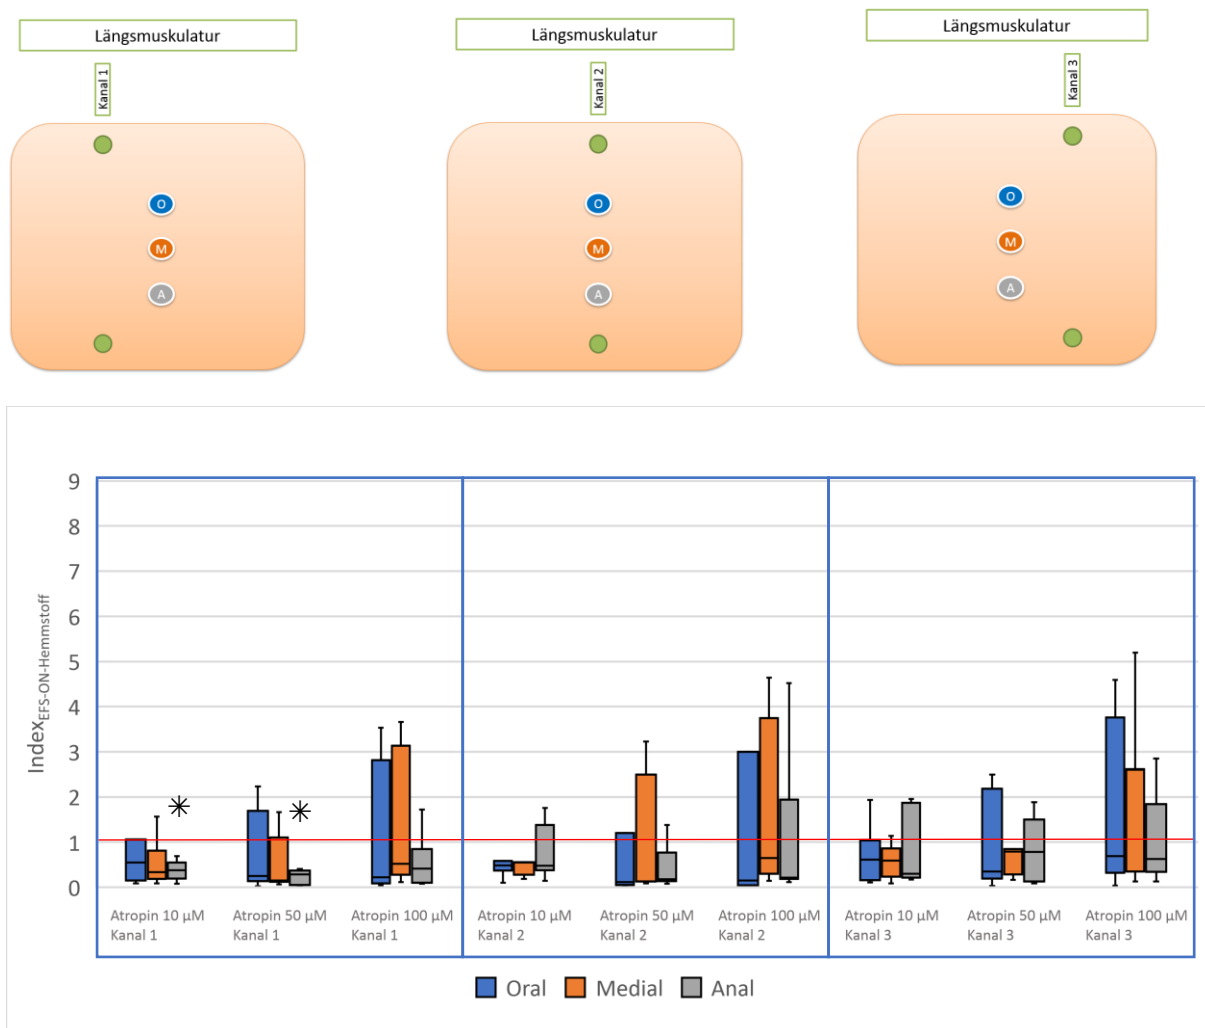 Längsmuskulatur
Längsmuskulatur
Längsmuskulatur
Kanal 1
Kanal 2
Kanal 3
O
M
A
O
M
A
O
M
A
Index EFS-ON-Hemmstoff
9
8
7
6
5
4
3
2
1
0
Atropin 10 µM
Kanal 1
Atropin 50 µM
Kanal 1
Atropin 100 µM
Kanal 1
Atropin 10 µM
Kanal 2
Atropin 50 µM
Kanal 2
Atropin 100 µM
Kanal 2
Atropin 10 µM
Kanal 3
Atropin 50 µM
Kanal 3
Atropin 100 µM
Kanal 3
Oral
Medial
Anal